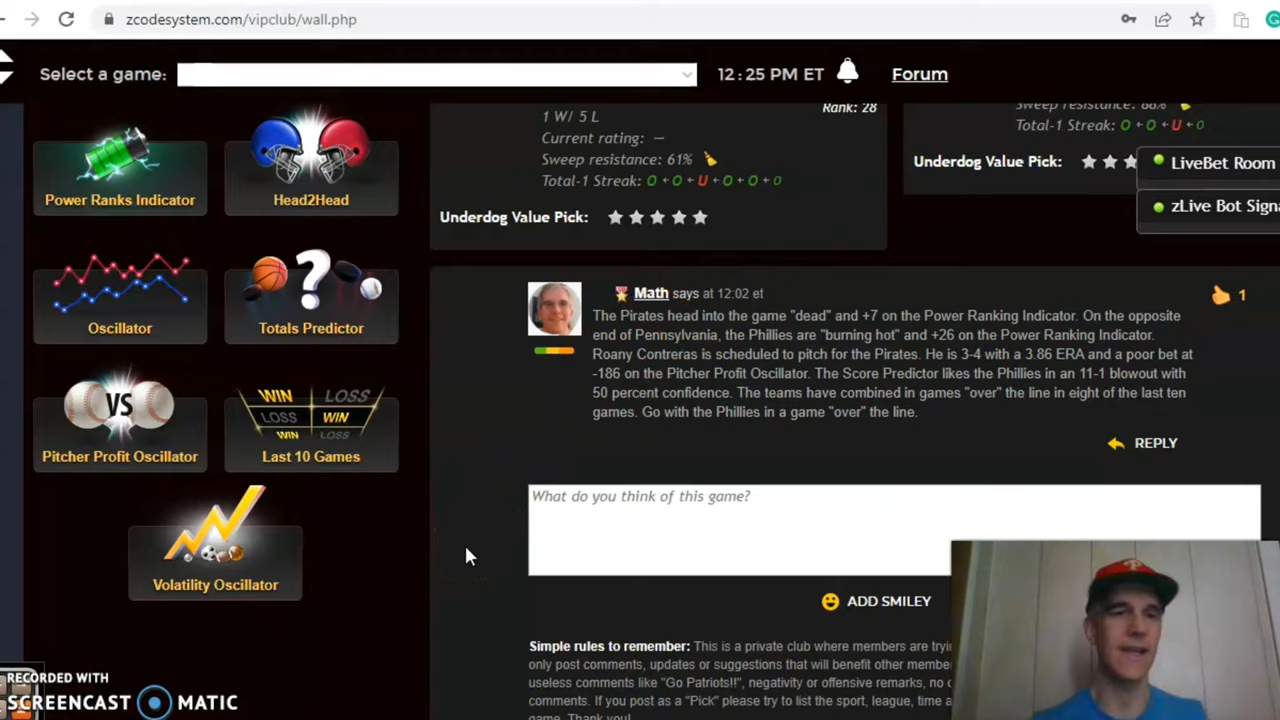 zcodesystem.com/vipclub/wall.php
Select a game:
12:25 PM ET
Forum
Rank: 28
1 W/ 5 L
Current rating: —
Sweep resistance: 61%
Total-1 Streak: O ← O ← U ← O ← O ← O
Underdog Value Pick:
Sweep resistance: 68%
Total-1 Streak: O ← O ← U ← O
Underdog Value Pick:
LiveBet Room
zLive Bot Signa
Power Ranks Indicator
Head2Head
Oscillator
Totals Predictor
VS
Pitcher Profit Oscillator
WIN LOSS
LOSS WIN
WIN LOSS
Last 10 Games
Volatility Oscillator
Math says at 12:02 et
1
The Pirates head into the game "dead" and +7 on the Power Ranking Indicator. On the opposite
end of Pennsylvania, the Phillies are "burning hot" and +26 on the Power Ranking Indicator.
Roany Contreras is scheduled to pitch for the Pirates. He is 3-4 with a 3.86 ERA and a poor bet at
-186 on the Pitcher Profit Oscillator. The Score Predictor likes the Phillies in an 11-1 blowout with
50 percent confidence. The teams have combined in games "over" the line in eight of the last ten
games. Go with the Phillies in a game "over" the line.
REPLY
What do you think of this game?
ADD SMILEY
Simple rules to remember: This is a private club where members are tryi
only post comments, updates or suggestions that will benefit other membe
useless comments like "Go Patriots!!", negativity or offensive remarks, no c
comments. If you post as a "Pick" please try to list the sport, league, time a
game. Thank you!
RECORDED WITH
SCREENCAST MATIC